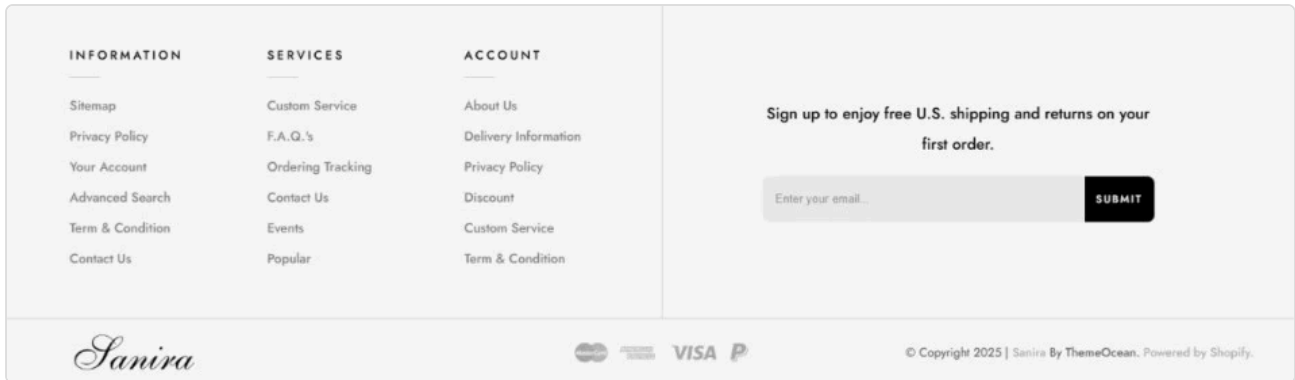 INFORMATION
Sitemap
Privacy Policy
Your Account
Advanced Search
Term & Condition
Contact Us
SERVICES
Custom Service
F.A.Q.'s
Ordering Tracking
Contact Us
Events
Popular
ACCOUNT
About Us
Delivery Information
Privacy Policy
Discount
Custom Service
Term & Condition
Sign up to enjoy free U.S. shipping and returns on your
first order.
Enter your email...
SUBMIT
Sanira
VISA
© Copyright 2025 | Sanira By ThemeOcean. Powered by Shopify.